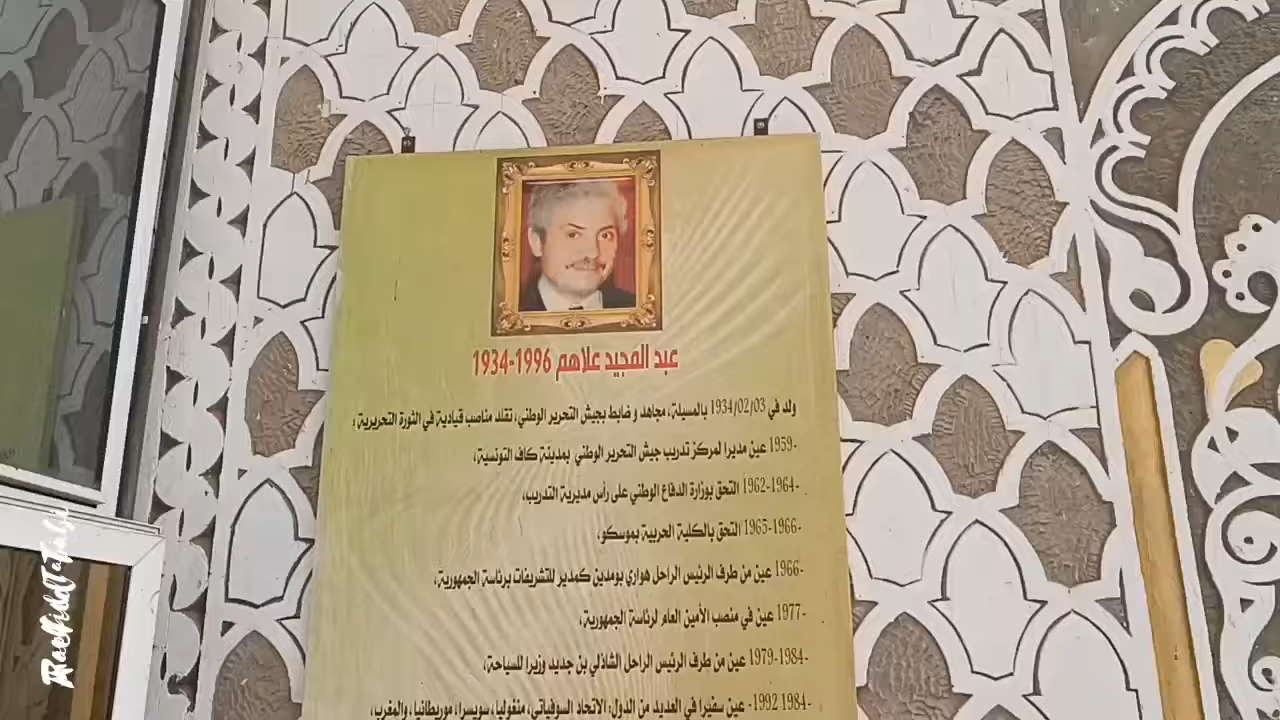 عبد المجيد علاهم 1934-1996
ولد في 1934/02/03 بالمسيلة، مجاهد و ضابط بجيش التحرير الوطني، تقلد مناصب قيادية في الثورة التحريرية ؛
-1959 عين مديرا لمركز تدريب جيش التحرير الوطني بمدينة كاف التونسية،
-1962-1964 التحق بوزارة الدفاع الوطني على رأس مديرية التدريب،
-1965-1966 التحق بالكلية الحربية بموسكو،
-1966 عين من طرف الرئيس الراحل هواري بومدين كمدير للتشريفات برئاسة الجمهورية،
-1977 عين في منصب الأمين العام لرئاسة الجمهورية،
-1979-1984 عين من طرف الرئيس الراحل الشاذلي بن جديد وزيرا للسياحة،
-1984 1992- عين سفيرا في العديد من الدول: الاتحاد السوفياتي، منغوليا، سويسرا، موريطانيا، والمغرب،